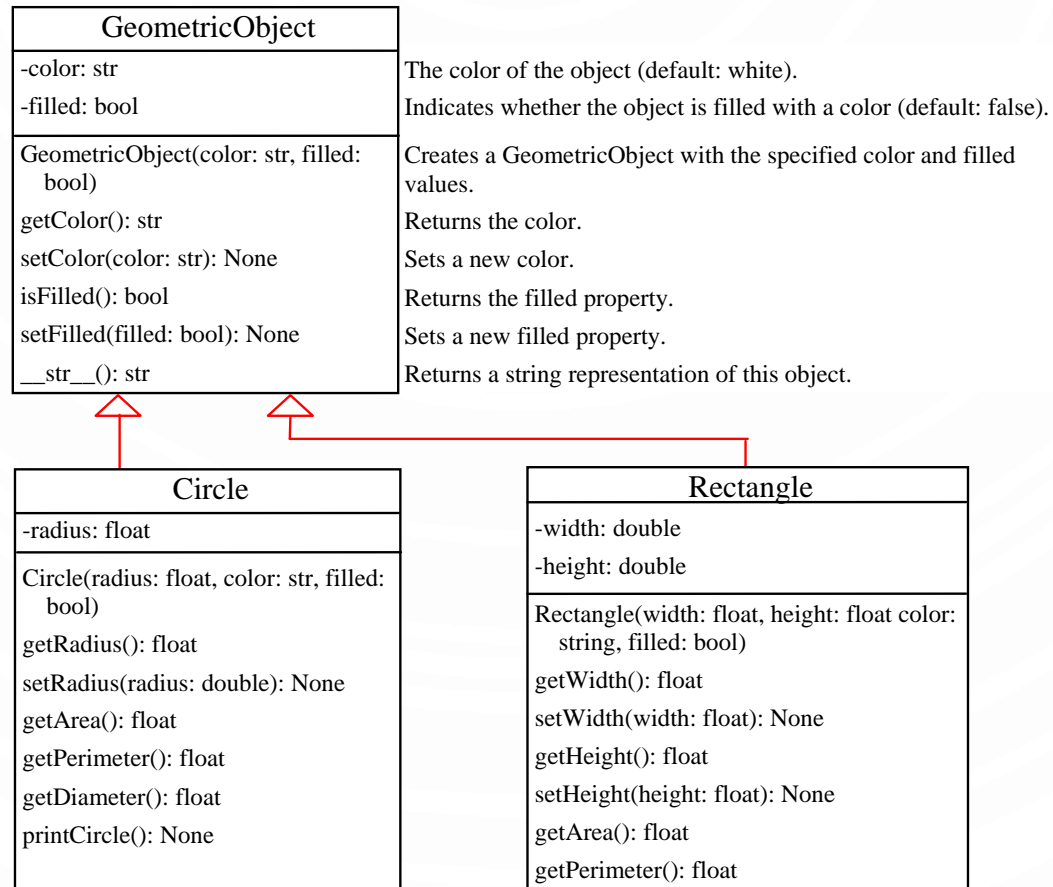 GeometricObject
-color: str
The color of the object (default: white).
-filled: bool
Indicates whether the object is filled with a color (default: false).
GeometricObject(color: str, filled:
bool)
Creates a GeometricObject with the specified color and filled
values.
getColor(): str
Returns the color.
setColor(color: str): None
Sets a new color.
isFilled(): bool
Returns the filled property.
setFilled(filled: bool): None
Sets a new filled property.
__str__(): str
Returns a string representation of this object.
Circle
-radius: float
Circle(radius: float, color: str, filled:
bool)
getRadius(): float
setRadius(radius: double): None
getArea(): float
getPerimeter(): float
getDiameter(): float
printCircle(): None
Rectangle
-width: double
-height: double
Rectangle(width: float, height: float color:
string, filled: bool)
getWidth(): float
setWidth(width: float): None
getHeight(): float
setHeight(height: float): None
getArea(): float
getPerimeter(): float